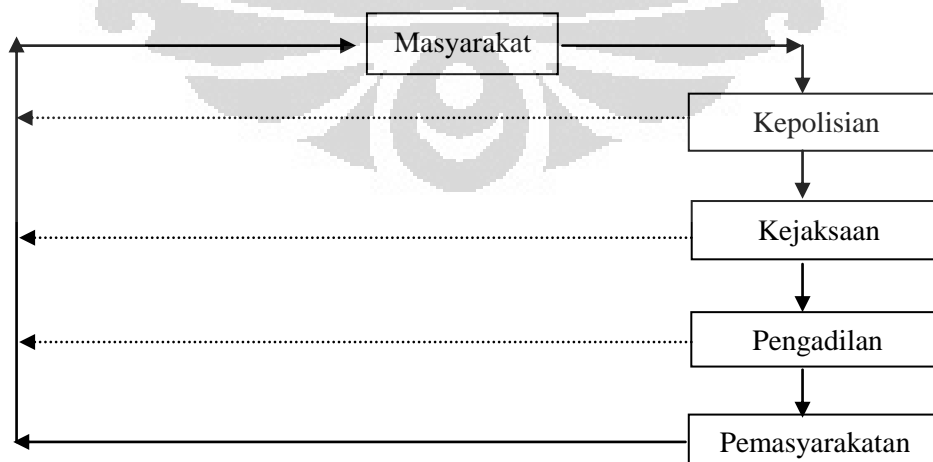 Masyarakat
Kepolisian
Kejaksaan
Pengadilan
Pemasyarakatan